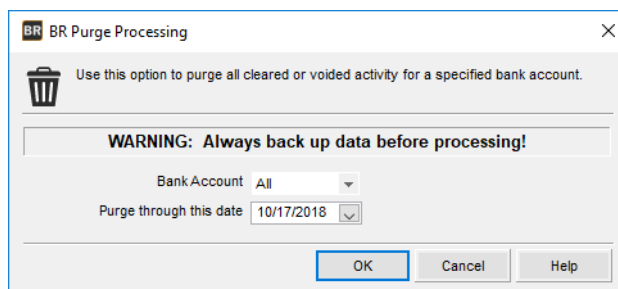 BR BR Purge Processing
Use this option to purge all cleared or voided activity for a specified bank account.
WARNING: Always back up data before processing!
Bank Account All
Purge through this date 10/17/2018
OK Cancel Help